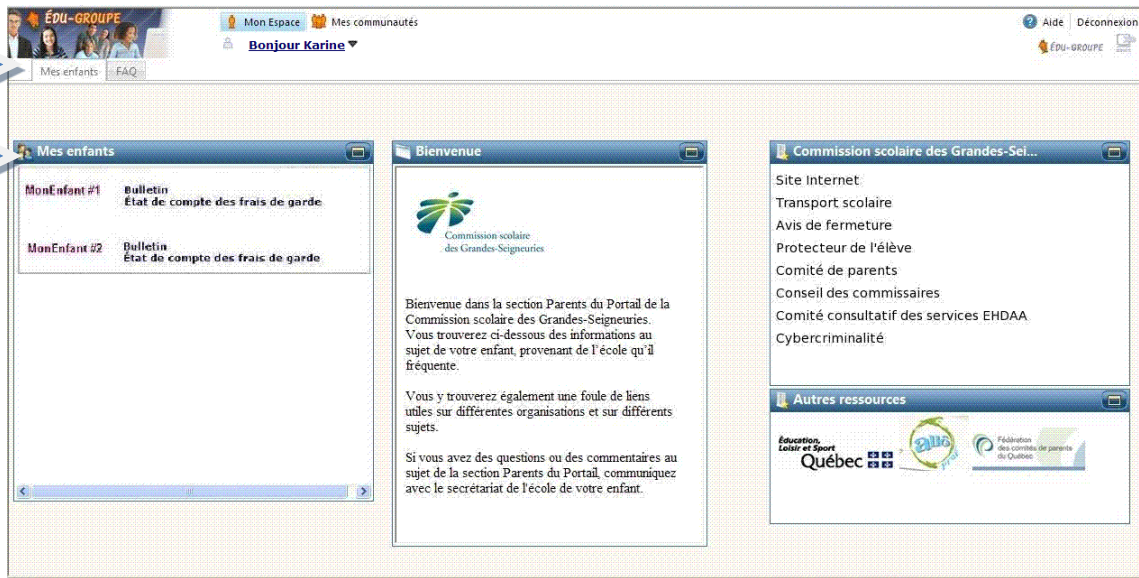 ÉDU-GROUPE
Mon Espace Mes communautés
Aide Déconnexion
Bonjour Karine
ÉDU-GROUPE
Mes enfants FAQ
Mes enfants
MonEnfant #1 Bulletin
État de compte des frais de garde
MonEnfant #2 Bulletin
État de compte des frais de garde
Bienvenue
Commission scolaire
des Grandes-Seigneuries
Bienvenue dans la section Parents du Portail de la
Commission scolaire des Grandes-Seigneuries.
Vous trouverez ci-dessous des informations au
sujet de votre enfant, provenant de l'école qu'il
fréquente.
Vous y trouverez également une foule de liens
utiles sur différentes organisations et sur différents
sujets.
Si vous avez des questions ou des commentaires au
sujet de la section Parents du Portail, communiquez
avec le secrétariat de l'école de votre enfant.
Commission scolaire des Grandes-Sei...
Site Internet
Transport scolaire
Avis de fermeture
Protecteur de l'élève
Comité de parents
Conseil des commissaires
Comité consultatif des services EHDAA
Cybercriminalité
Autres ressources
Éducation,
Loisir et Sport
Québec
allô
prof
Fédération
des comités de parents
du Québec